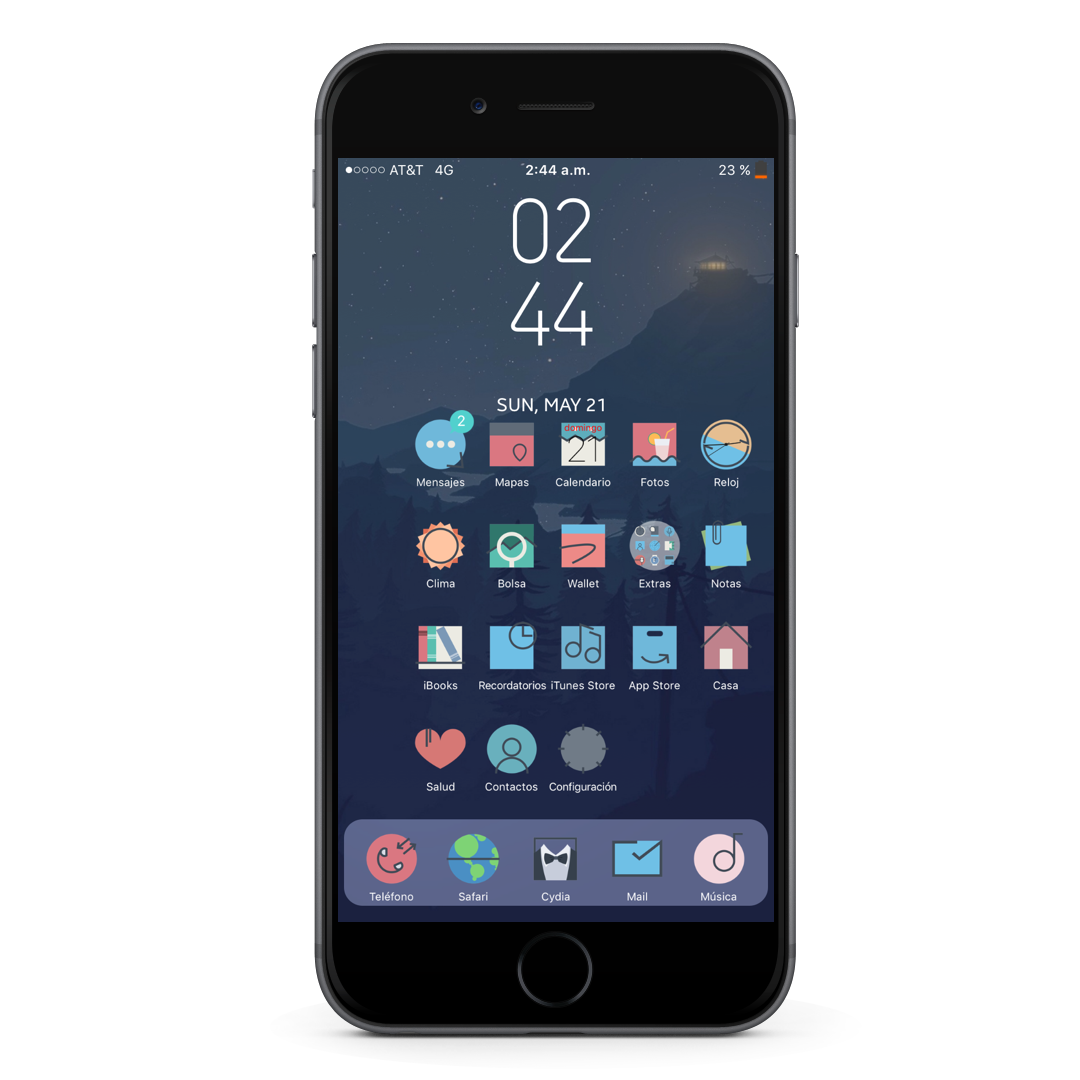 AT&T 4G 2:44 a.m. 23 %
02
44
SUN, MAY 21
2
domingo
21
Mensajes Mapas Calendario Fotos Reloj
Clima Bolsa Wallet Extras Notas
iBooks Recordatorios iTunes Store App Store Casa
Salud Contactos Configuración
Teléfono Safari Cydia Mail Música